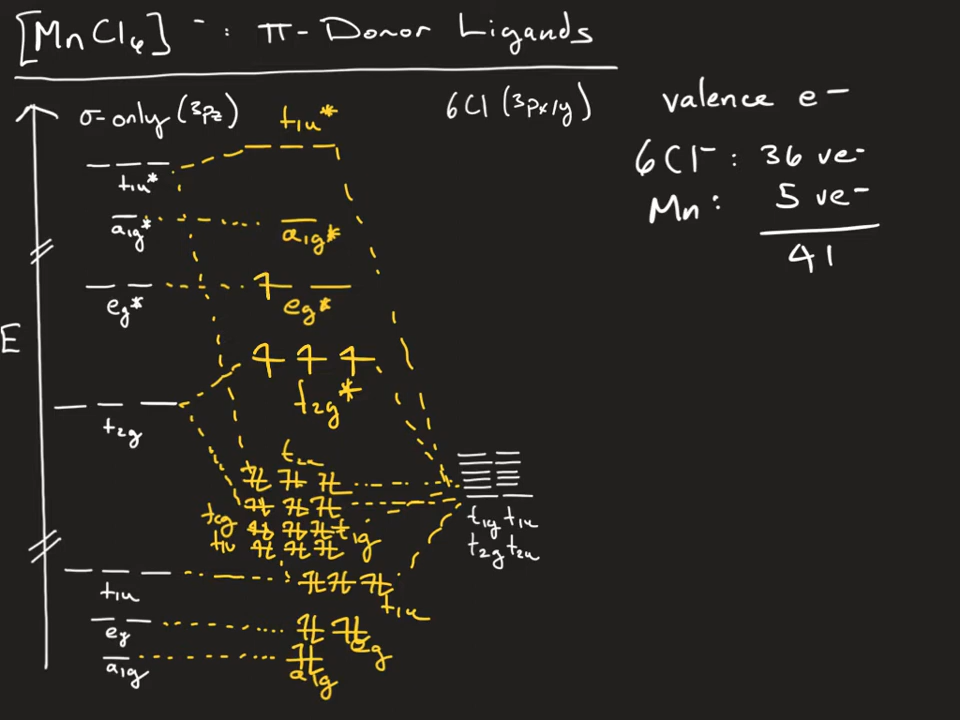 [MnCl₆]⁻ : π-Donor Ligands
σ-only (3pz)
t₁u*
6Cl (3px/y)
valence e⁻
6Cl⁻: 36 ve⁻
Mn: 5 ve⁻
41
t₁u*
a₁g*
a₁g*
eg*
eg*
E
t₂g*
t₂g
t₂u
t₂g
t₁u
t₁g
t₁g t₁u
t₂g t₂u
t₁u
t₁u
eg
eg
a₁g
a₁g